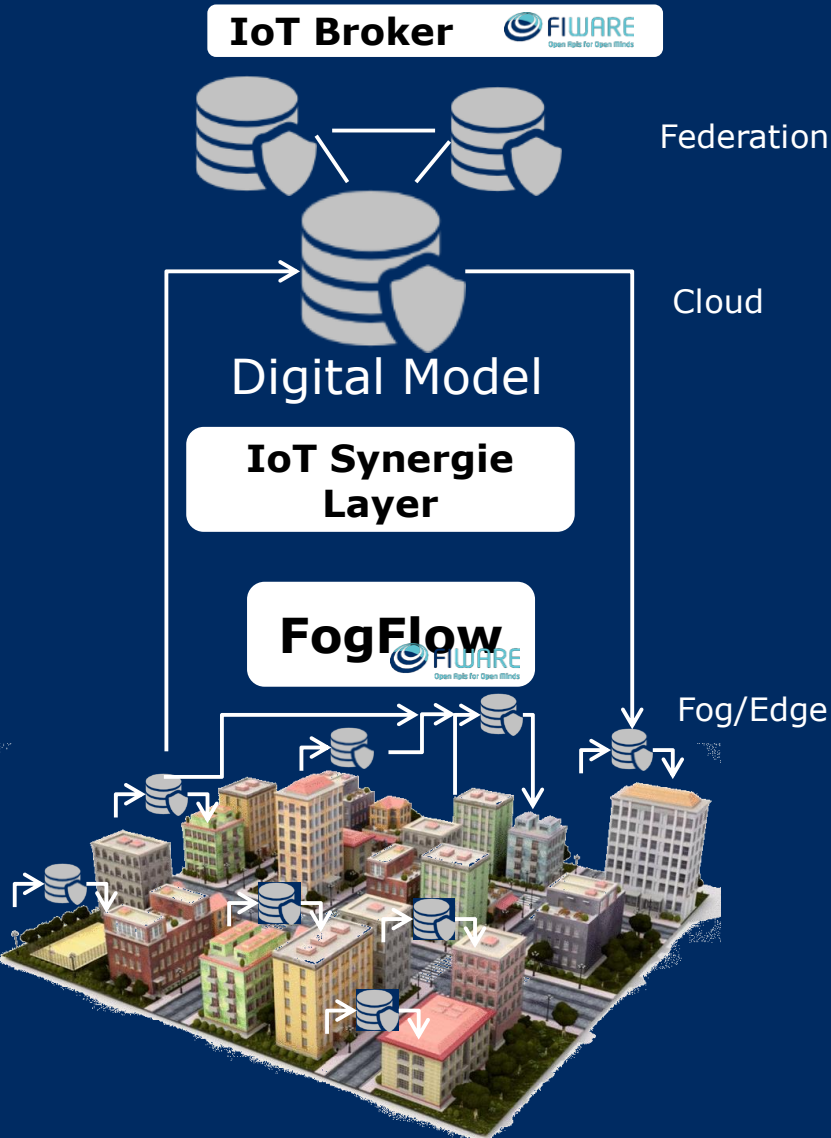 IoT Broker
FIWARE
Open APIs for Open Minds
Federation
Cloud
Digital Model
IoT Synergie
Layer
FogFlow
FIWARE
Open APIs for Open Minds
Fog/Edge